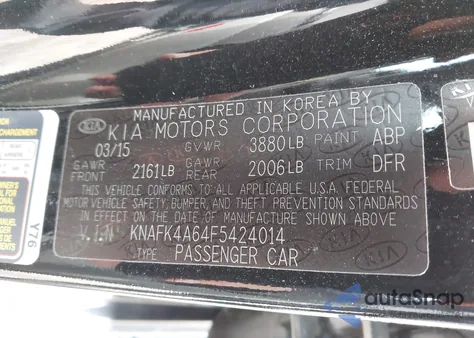 MANUFACTURED IN KOREA BY
KIA KIA MOTORS CORPORATION
03/15 GVWR 3880LB PAINT ABP
GAWR FRONT 2161LB GAWR REAR 2006LB TRIM DFR
THIS VEHICLE CONFORMS TO ALL APPLICABLE U.S.A. FEDERAL
MOTOR VEHICLE SAFETY, BUMPER, AND THEFT PREVENTION STANDARDS
IN EFFECT ON THE DATE OF MANUFACTURE SHOWN ABOVE.
V.I.N KNAFK4A64F5424014
TYPE PASSENGER CAR
Y76
autoSnap